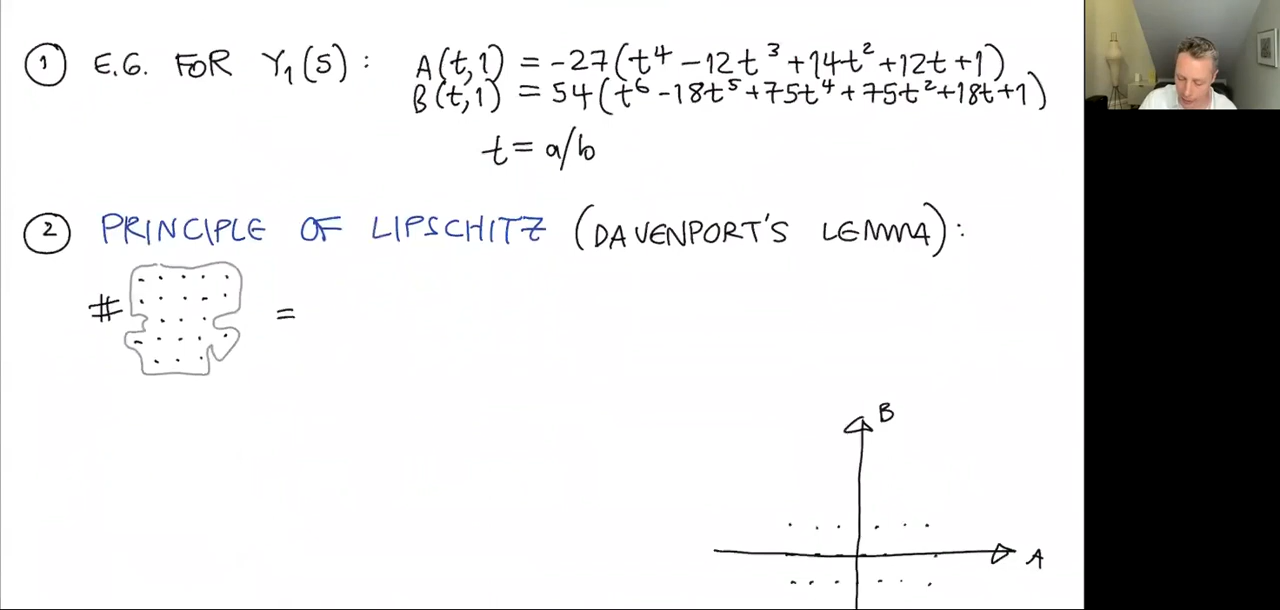 ① E.G. FOR Y₁(5): A(t,1) = -27(t⁴ - 12t³ + 14t² + 12t + 1)
B(t,1) = 54(t⁶ - 18t⁵ + 75t⁴ + 75t² + 18t + 1)
t = a/b
② PRINCIPLE OF LIPSCHITZ (DAVENPORT'S LEMMA):
# =
B
A